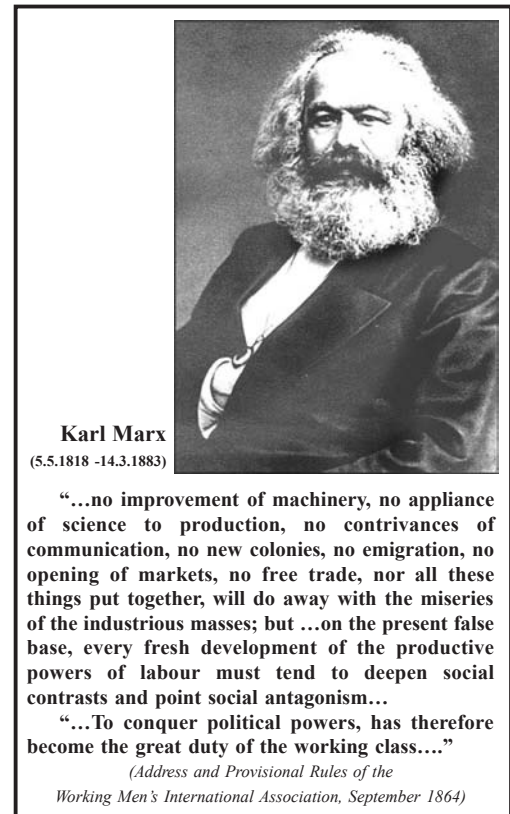 Karl Marx
(5.5.1818 -14.3.1883)
“…no improvement of machinery, no appliance
of science to production, no contrivances of
communication, no new colonies, no emigration, no
opening of markets, no free trade, nor all these
things put together, will do away with the miseries
of the industrious masses; but …on the present false
base, every fresh development of the productive
powers of labour must tend to deepen social
contrasts and point social antagonism…
“…To conquer political powers, has therefore
become the great duty of the working class….”
(Address and Provisional Rules of the
Working Men’s International Association, September 1864)